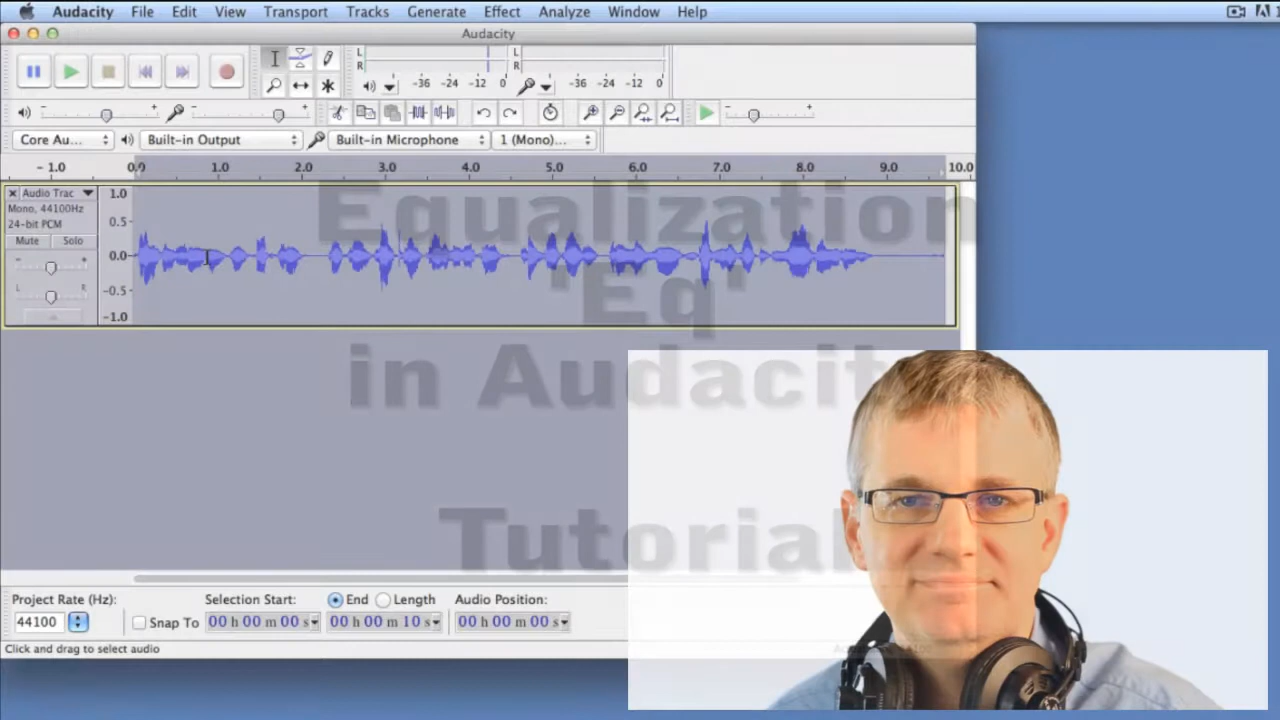 Audacity File Edit View Transport Tracks Generate Effect Analyze Window Help
Audacity
L
R
-36 -24 -12 0
L
R
-36 -24 -12 0
- + - + - +
Core Au... Built-in Output Built-in Microphone 1 (Mono)...
- 1.0 0.0 1.0 2.0 3.0 4.0 5.0 6.0 7.0 8.0 9.0 10.0
Audio Trac
Mono, 44100Hz
24-bit PCM
Mute Solo
- +
L R
1.0
0.5
0.0
-0.5
-1.0
Equalization
'Eq'
in Audacity
Tutorial
Project Rate (Hz): Selection Start: End Length Audio Position:
44100 Snap To 00 h 00 m 00 s 00 h 00 m 10 s 00 h 00 m 00 s
Click and drag to select audio